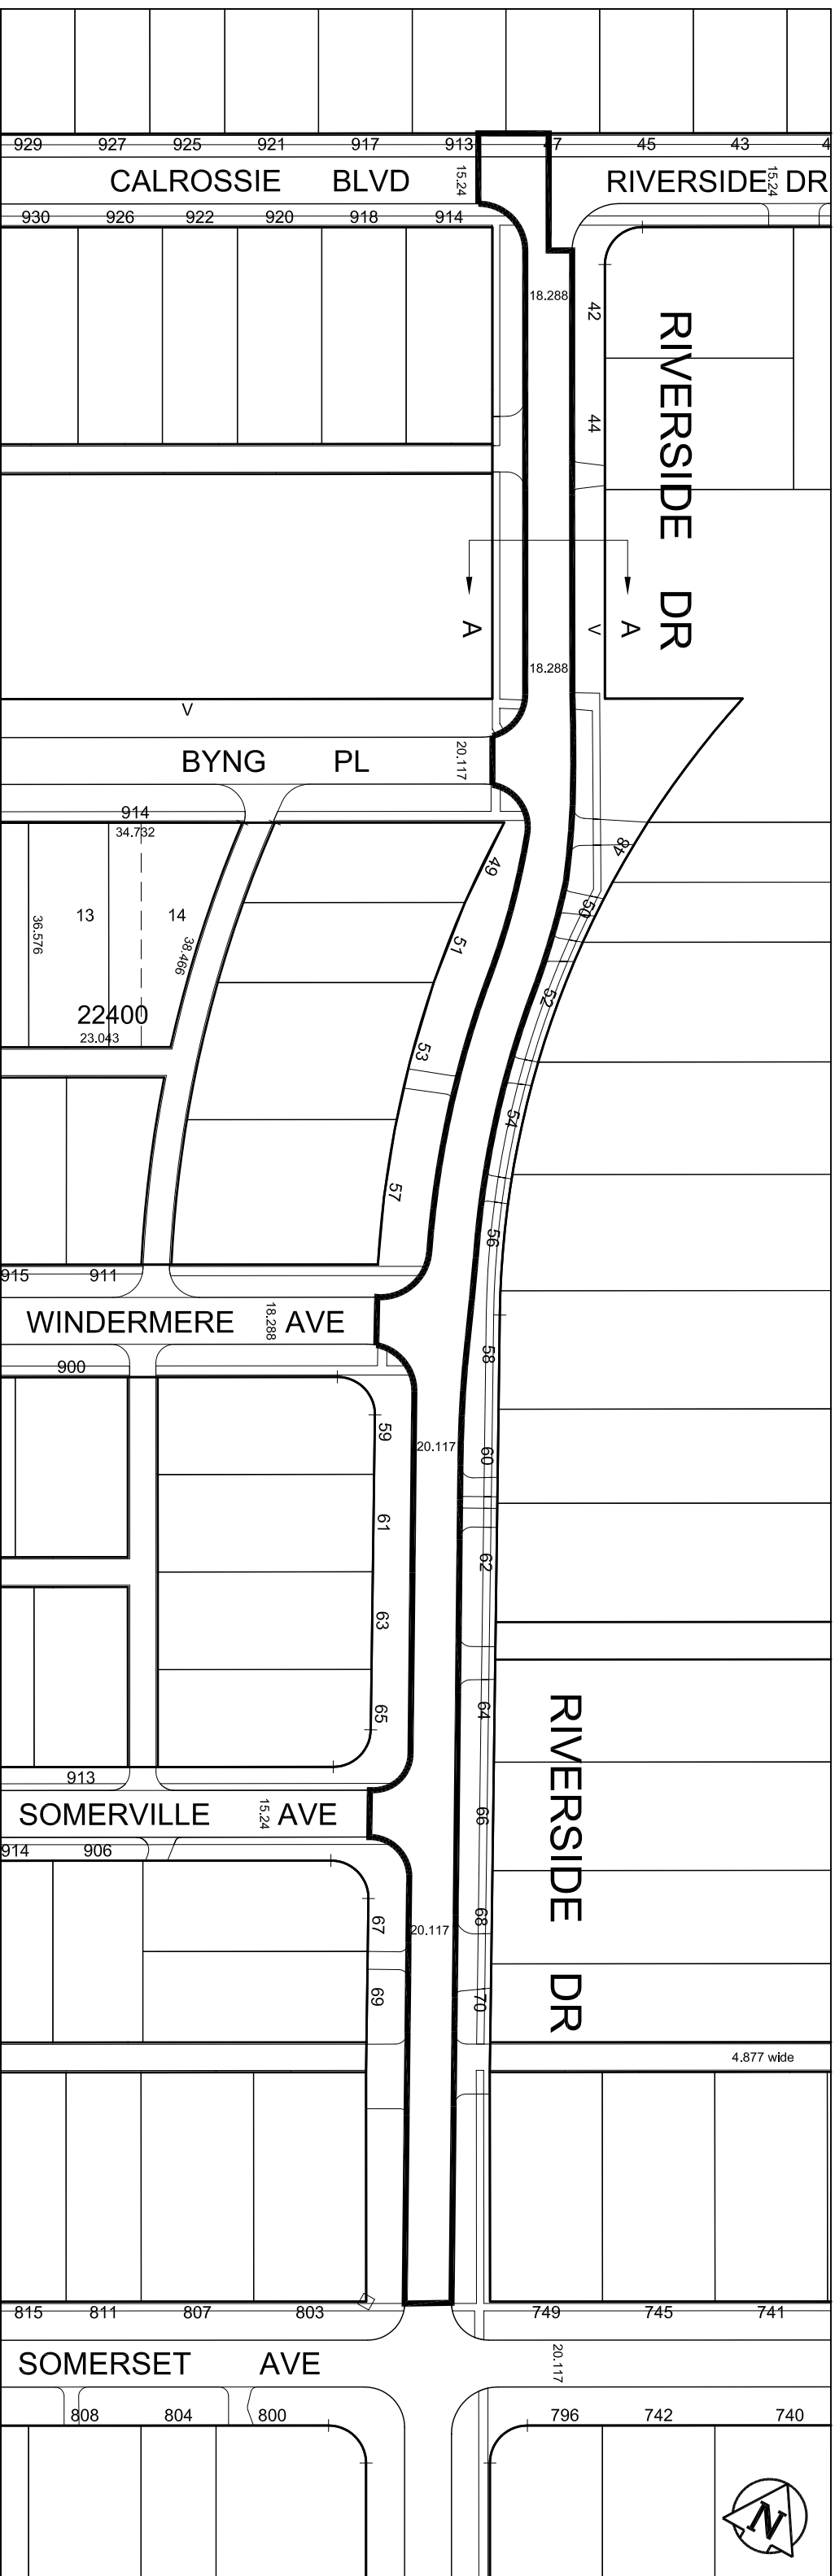 929 927 925 921 917 913 47 45 43 4
CALROSSIE BLVD 15.24 RIVERSIDE DR 15.24
930 926 922 920 918 914
18.288 42
RIVERSIDE DR
44
A V A
18.288
V
BYNG PL 20.117
914
34.732
48
49
13 14 50
36.576 38.466
51
22400
23.043
52
53
54
57
56
915 911
WINDERMERE 18.288 AVE
58
900
59
20.117
60
61
62
63
RIVERSIDE DR
64
65
913
SOMERVILLE 15.24 AVE
66
914 906
67 20.117 68
69 70
4.877 wide
815 811 807 803 749 745 741
SOMERSET AVE 20.117
808 804 800 796 742 740
N